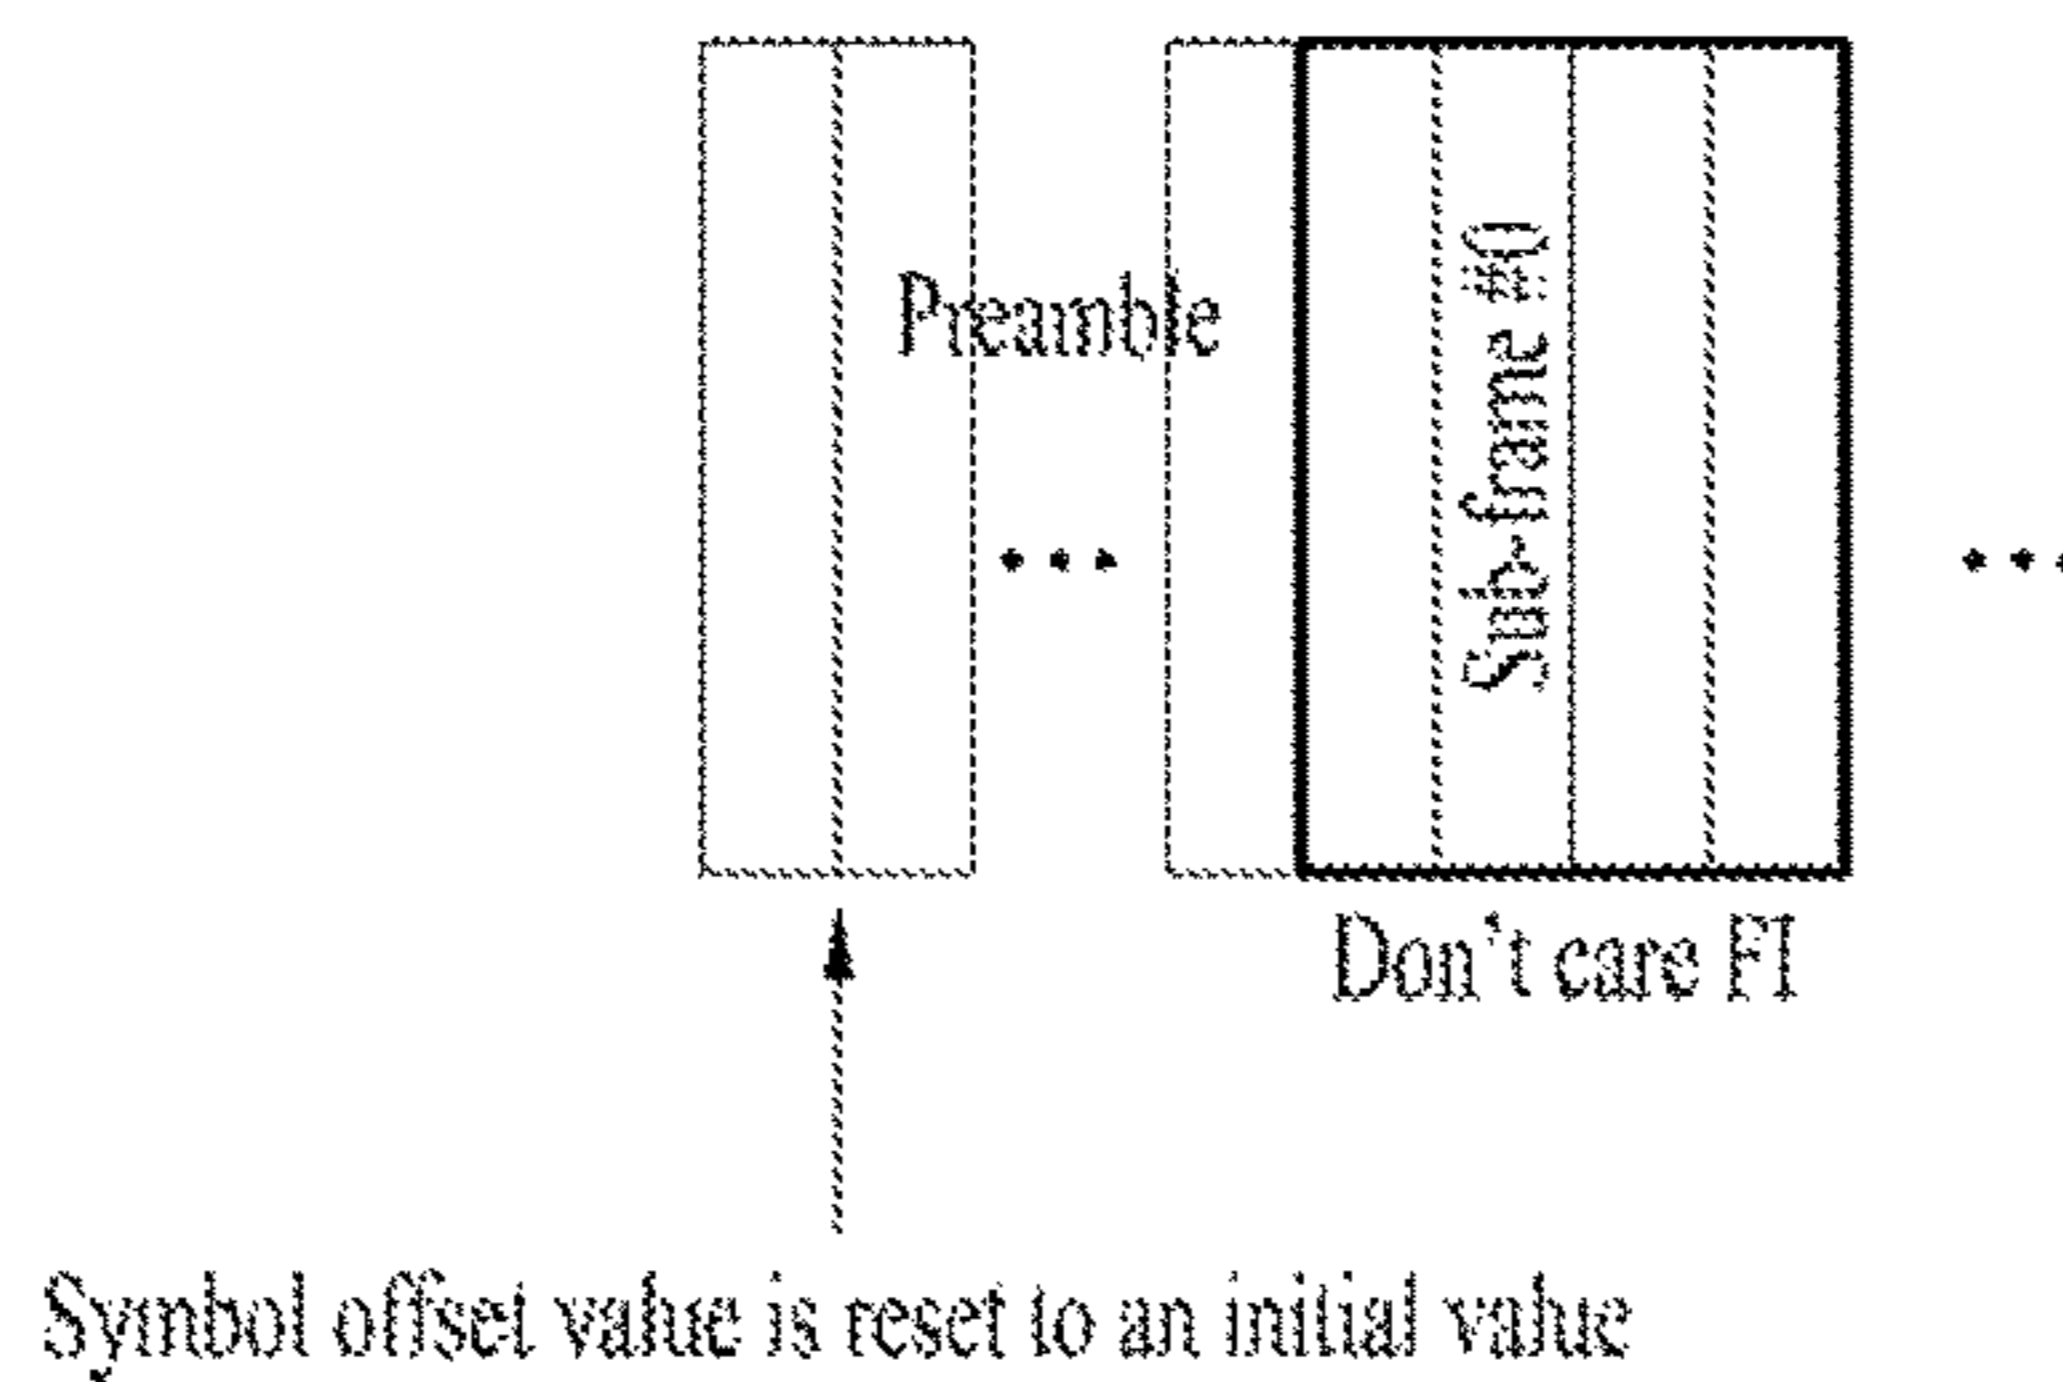 Preamble
Sub-frame #0
Don't care FI
Symbol offset value is reset to an initial value